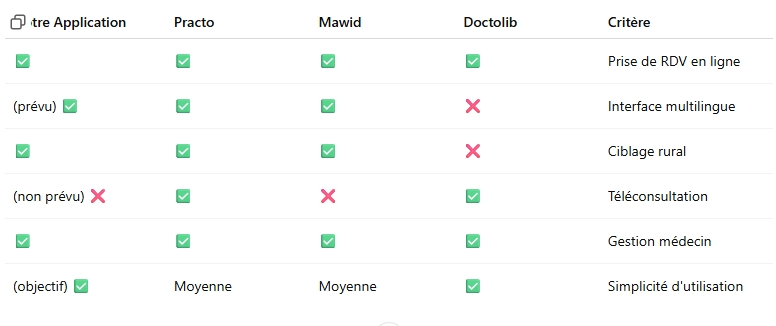 tre Application Practo Mawid Doctolib Critère
✅ ✅ ✅ ✅ Prise de RDV en ligne
(prévu) ✅ ✅ ✅ ❌ Interface multilingue
✅ ✅ ✅ ❌ Ciblage rural
(non prévu) ❌ ✅ ❌ ✅ Téléconsultation
✅ ✅ ✅ ✅ Gestion médecin
(objectif) ✅ Moyenne Moyenne ✅ Simplicité d'utilisation